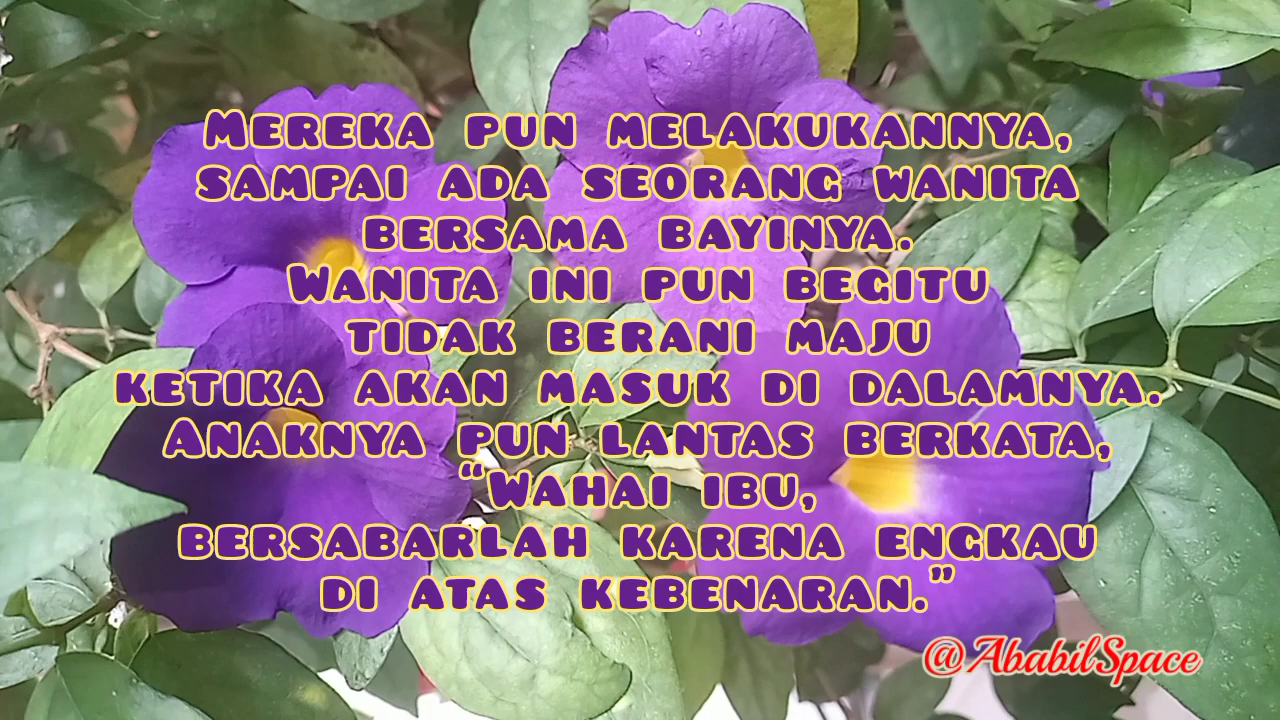 Mereka pun melakukannya,
sampai ada seorang wanita
bersama bayinya.
Wanita ini pun begitu
tidak berani maju
ketika akan masuk di dalamnya.
Anaknya pun lantas berkata,
“Wahai ibu,
bersabarlah karena engkau
di atas kebenaran.”
@AbabilSpace